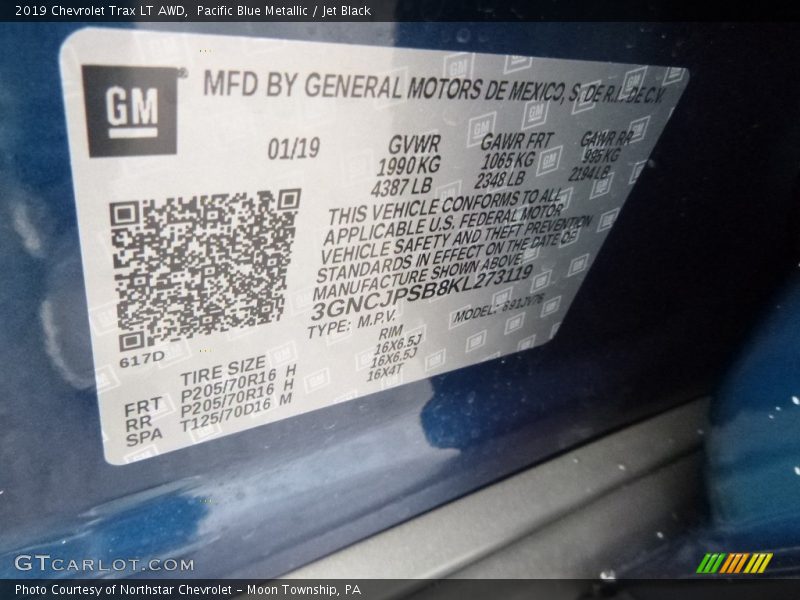 2019 Chevrolet Trax LT AWD, Pacific Blue Metallic / Jet Black
GM
MFD BY GENERAL MOTORS DE MEXICO, S. DE R.L. DE C.V.
01/19
GVWR
1990 KG
4387 LB
GAWR FRT
1065 KG
2348 LB
GAWR RR
995 KG
2194 LB
THIS VEHICLE CONFORMS TO ALL
APPLICABLE U.S. FEDERAL MOTOR
VEHICLE SAFETY AND THEFT PREVENTION
STANDARDS IN EFFECT ON THE DATE OF
MANUFACTURE SHOWN ABOVE.
3GNCJPSB8KL273119
TYPE: M.P.V. MODEL: 891JV76
617D
TIRE SIZE RIM
FRT P205/70R16 H 16X6.5J
RR P205/70R16 H 16X6.5J
SPA T125/70D16 M 16X4T
GTCARLOT.COM
Photo Courtesy of Northstar Chevrolet - Moon Township, PA